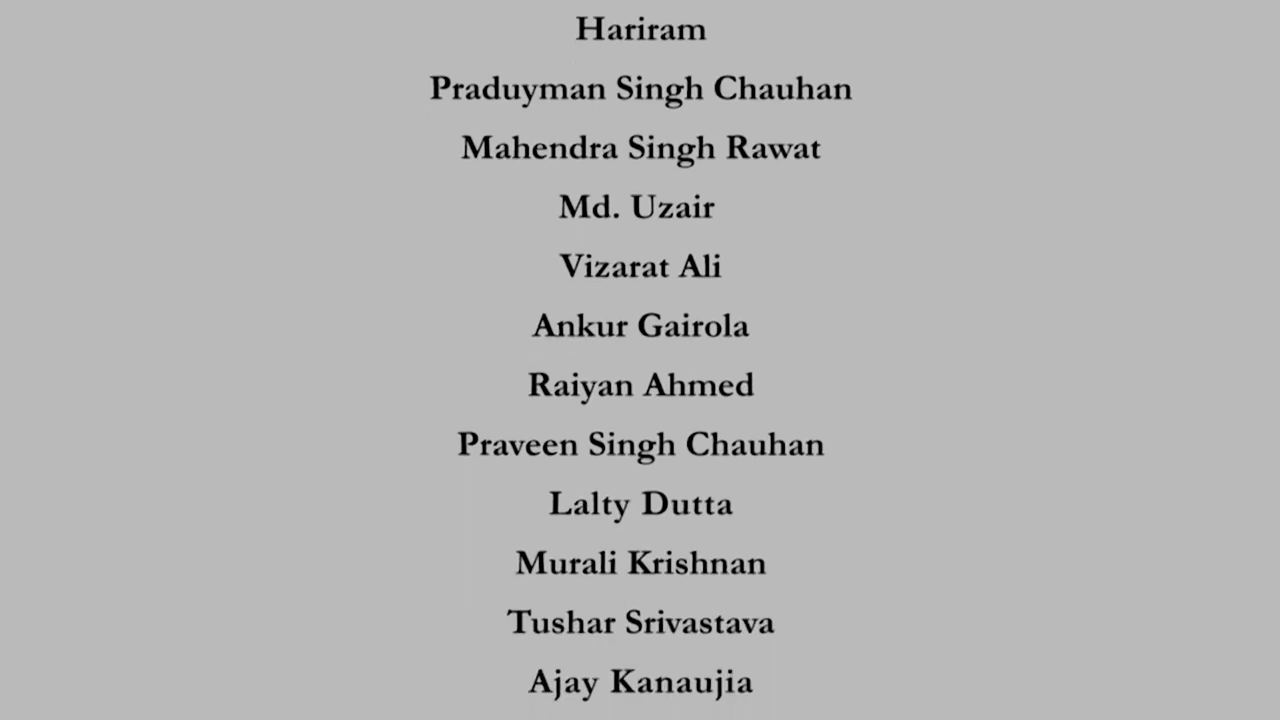 Hariram
Praduyman Singh Chauhan
Mahendra Singh Rawat
Md. Uzair
Vizarat Ali
Ankur Gairola
Raiyan Ahmed
Praveen Singh Chauhan
Lalty Dutta
Murali Krishnan
Tushar Srivastava
Ajay Kanaujia